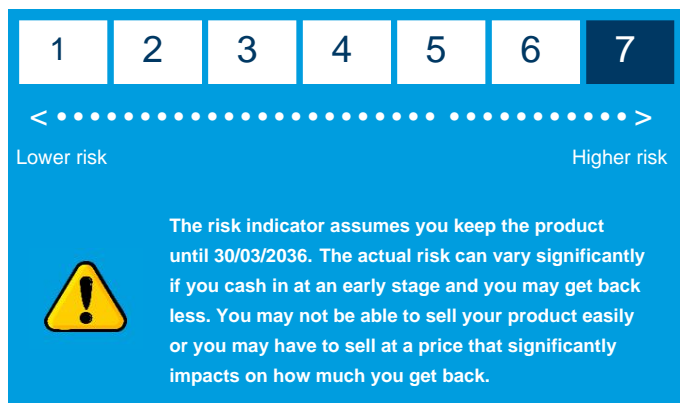 1 2 3 4 5 6 7
Lower risk Higher risk
The risk indicator assumes you keep the product
until 30/03/2036. The actual risk can vary significantly
if you cash in at an early stage and you may get back
less. You may not be able to sell your product easily
or you may have to sell at a price that significantly
impacts on how much you get back.